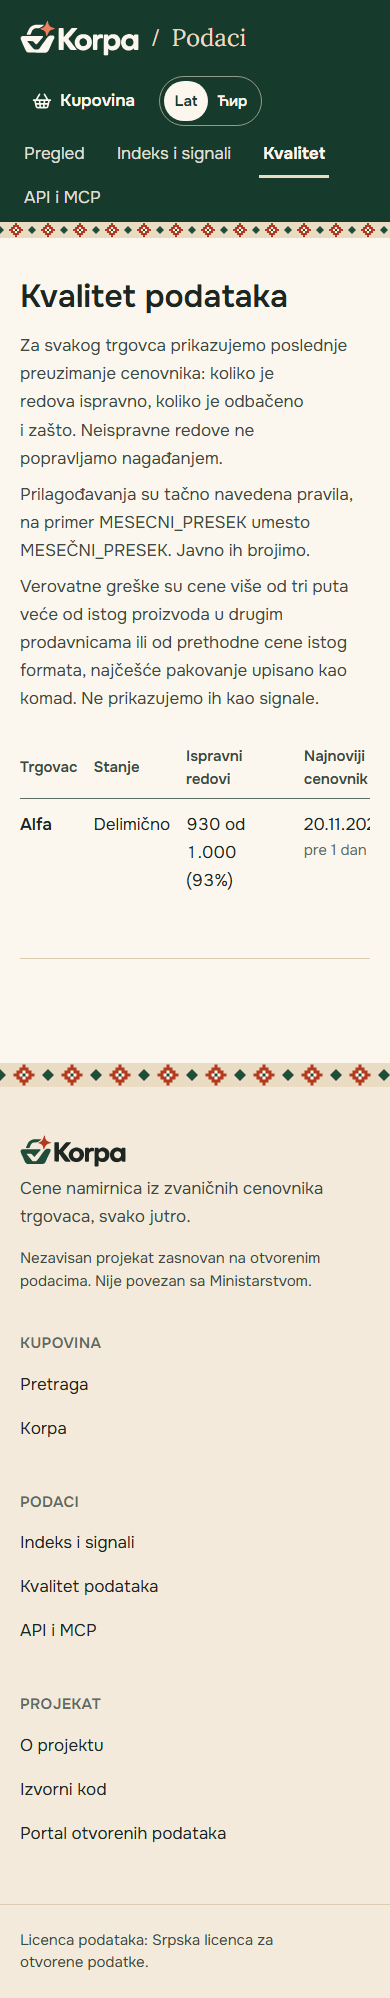 Korpa / Podaci
Kupovina Lat Ћир
Pregled Indeks i signali Kvalitet
API i MCP
Kvalitet podataka
Za svakog trgovca prikazujemo poslednje
preuzimanje cenovnika: koliko je
redova ispravno, koliko je odbačeno
i zašto. Neispravne redove ne
popravljamo nagađanjem.
Prilagođavanja su tačno navedena pravila,
na primer MESECNI_PRESEK umesto
MESEČNI_PRESEK. Javno ih brojimo.
Verovatne greške su cene više od tri puta
veće od istog proizvoda u drugim
prodavnicama ili od prethodne cene istog
formata, najčešće pakovanje upisano kao
komad. Ne prikazujemo ih kao signale.
Trgovac Stanje Ispravni redovi Najnoviji cenovnik
Alfa Delimično 930 od 1.000 (93%) 20.11.202
pre 1 dan
Korpa
Cene namirnica iz zvaničnih cenovnika
trgovaca, svako jutro.
Nezavisan projekat zasnovan na otvorenim
podacima. Nije povezan sa Ministarstvom.
KUPOVINA
Pretraga
Korpa
PODACI
Indeks i signali
Kvalitet podataka
API i MCP
PROJEKAT
O projektu
Izvorni kod
Portal otvorenih podataka
Licenca podataka: Srpska licenca za
otvorene podatke.